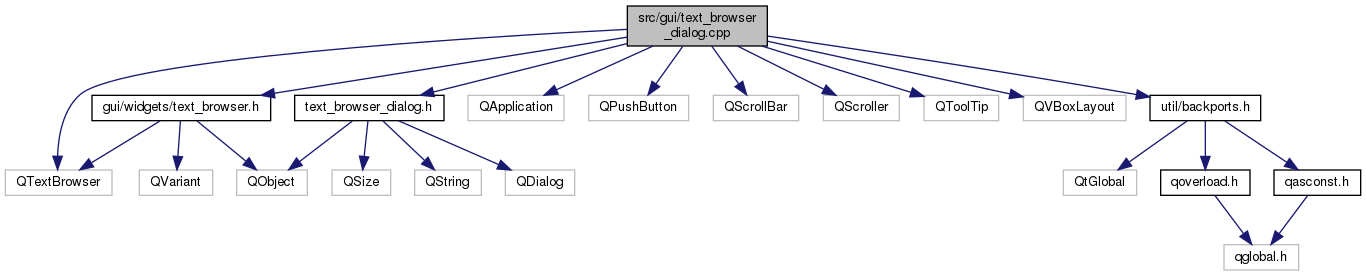 src/gui/text_browser
_dialog.cpp
gui/widgets/text_browser.h
text_browser_dialog.h
QApplication
QPushButton
QScrollBar
QScroller
QToolTip
QVBoxLayout
util/backports.h
QTextBrowser
QVariant
QObject
QSize
QString
QDialog
QtGlobal
qoverload.h
qasconst.h
qglobal.h